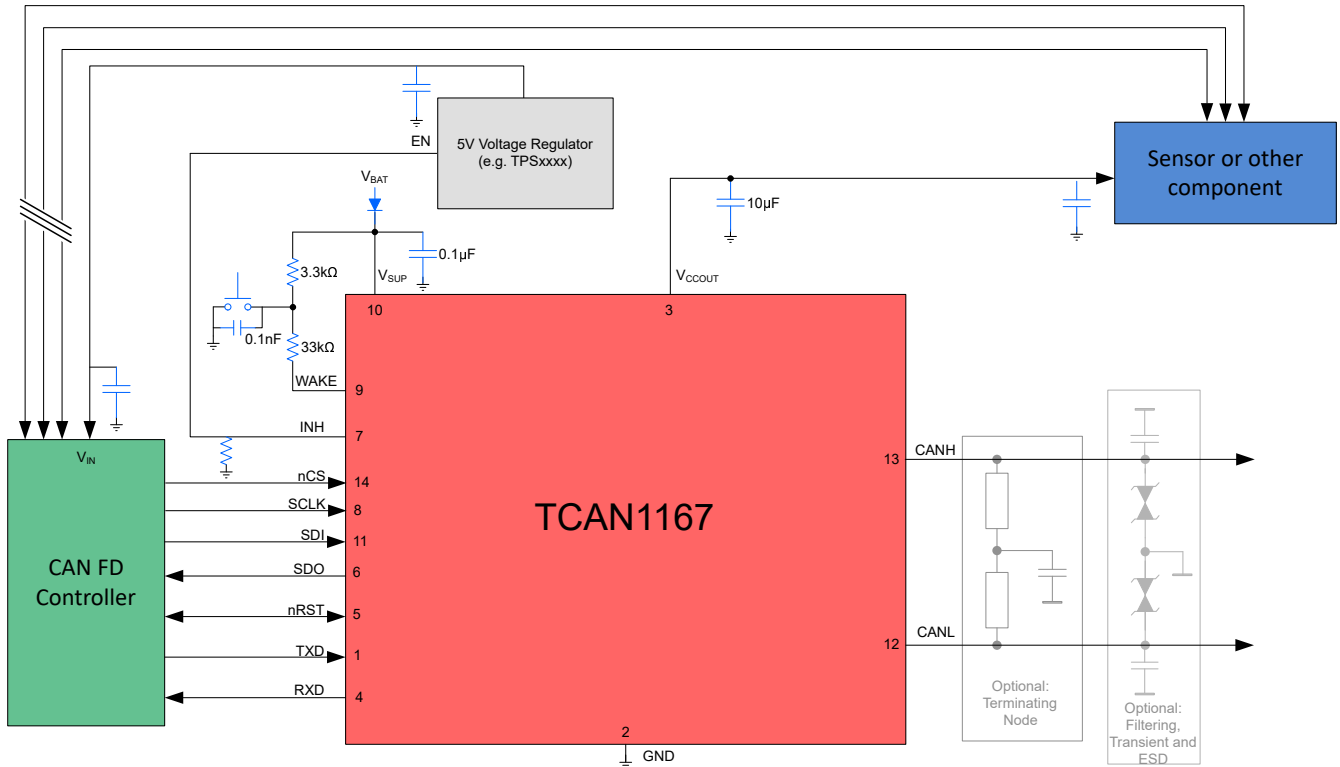 5V Voltage Regulator
(e.g. TPSxxxx)
EN
Sensor or other
component
VBAT
10µF
0.1µF
3.3kΩ
VSUP
VCCOUT
10
3
0.1nF
33kΩ
WAKE
9
INH
7
VIN
nCS
14
SCLK
8
SDI
11
SDO
6
nRST
5
TXD
1
RXD
4
CAN FD
Controller
TCAN1167
13
CANH
12
CANL
2
GND
Optional:
Terminating
Node
Optional:
Filtering,
Transient and
ESD